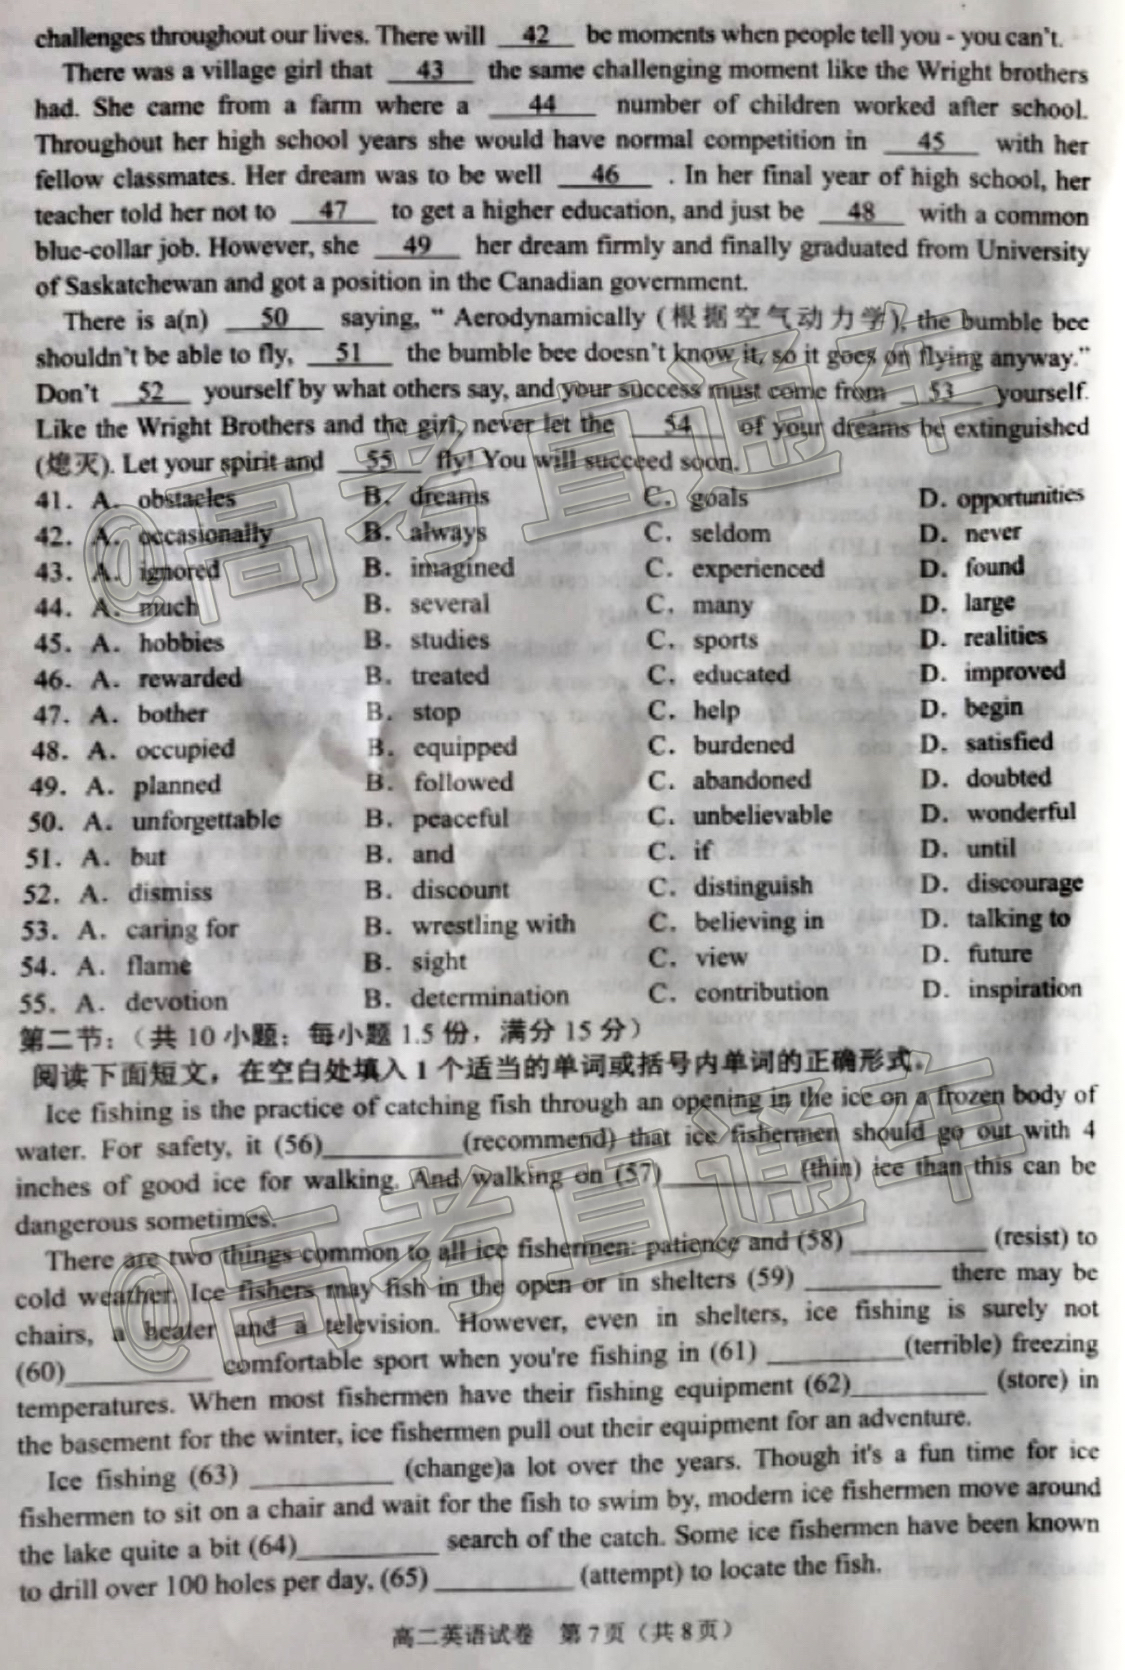 challenges throughout our lives. There will 42 be moments when people tell you - you can't.
There was a village girl that 43 the same challenging moment like the Wright brothers
had. She came from a farm where a 44 number of children worked after school.
Throughout her high school years she would have normal competition in 45 with her
fellow classmates. Her dream was to be well 46 . In her final year of high school, her
teacher told her not to 47 to get a higher education, and just be 48 with a common
blue-collar job. However, she 49 her dream firmly and finally graduated from University
of Saskatchewan and got a position in the Canadian government.
There is a(n) 50 saying, " Aerodynamically (根据空气动力学), the bumble bee
shouldn't be able to fly, 51 the bumble bee doesn't know it, so it goes on flying anyway."
Don't 52 yourself by what others say, and your success must come from 53 yourself.
Like the Wright Brothers and the girl, never let the 54 of your dreams be extinguished
(熄灭). Let your spirit and 55 fly! You will succeed soon.
41. A. obstacles B. dreams C. goals D. opportunities
42. A. occasionally B. always C. seldom D. never
43. A. ignored B. imagined C. experienced D. found
44. A. much B. several C. many D. large
45. A. hobbies B. studies C. sports D. realities
46. A. rewarded B. treated C. educated D. improved
47. A. bother B. stop C. help D. begin
48. A. occupied B. equipped C. burdened D. satisfied
49. A. planned B. followed C. abandoned D. doubted
50. A. unforgettable B. peaceful C. unbelievable D. wonderful
51. A. but B. and C. if D. until
52. A. dismiss B. discount C. distinguish D. discourage
53. A. caring for B. wrestling with C. believing in D. talking to
54. A. flame B. sight C. view D. future
55. A. devotion B. determination C. contribution D. inspiration
第二节：（共 10 小题；每小题 1.5 份，满分 15 分）
阅读下面短文，在空白处填入 1 个适当的单词或括号内单词的正确形式。
Ice fishing is the practice of catching fish through an opening in the ice on a frozen body of
water. For safety, it (56)__________(recommend) that ice fishermen should go out with 4
inches of good ice for walking. And walking on (57)__________(thin) ice than this can be
dangerous sometimes.
There are two things common to all ice fishermen: patience and (58) __________ (resist) to
cold weather. Ice fishers may fish in the open or in shelters (59) __________ there may be
chairs, a heater and a television. However, even in shelters, ice fishing is surely not
(60)__________ comfortable sport when you're fishing in (61) __________(terrible) freezing
temperatures. When most fishermen have their fishing equipment (62)__________ (store) in
the basement for the winter, ice fishermen pull out their equipment for an adventure.
Ice fishing (63) __________ (change)a lot over the years. Though it's a fun time for ice
fishermen to sit on a chair and wait for the fish to swim by, modern ice fishermen move around
the lake quite a bit (64)__________ search of the catch. Some ice fishermen have been known
to drill over 100 holes per day, (65) __________ (attempt) to locate the fish.
高二英语试卷 第 7 页（共 8 页）
@高考直通车
@高考直通车